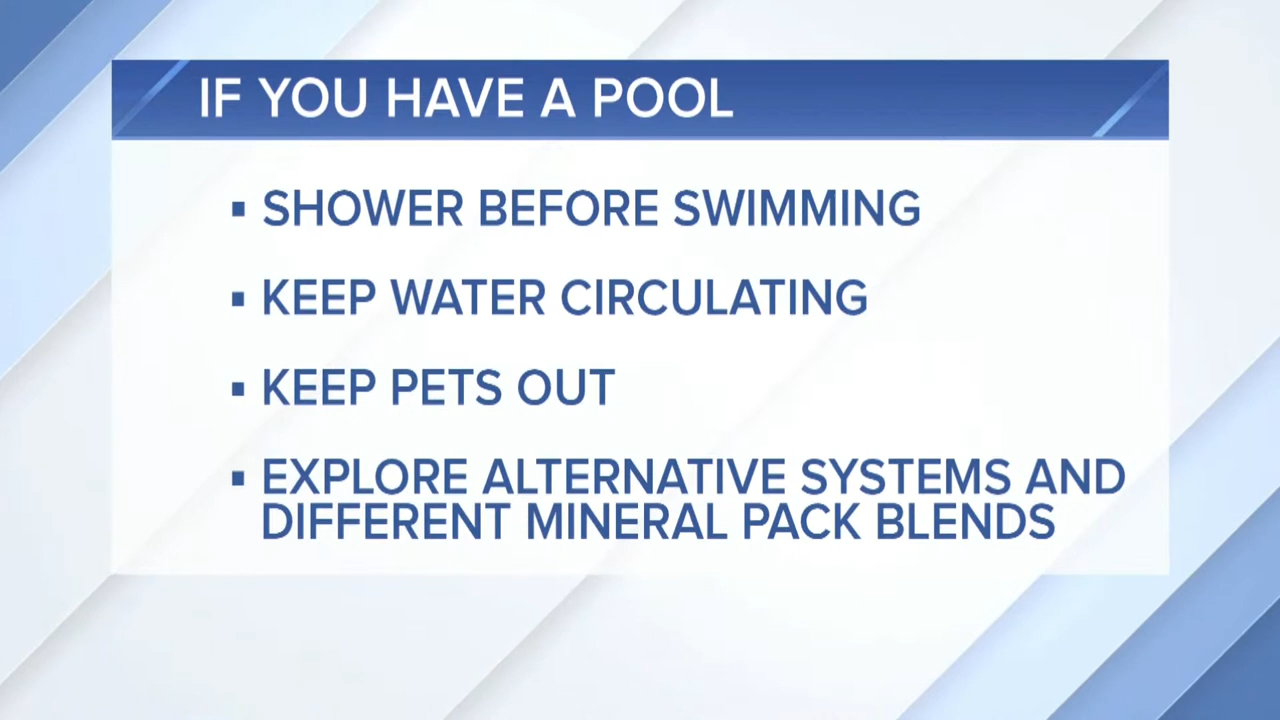 IF YOU HAVE A POOL
▪ SHOWER BEFORE SWIMMING
▪ KEEP WATER CIRCULATING
▪ KEEP PETS OUT
▪ EXPLORE ALTERNATIVE SYSTEMS AND
DIFFERENT MINERAL PACK BLENDS